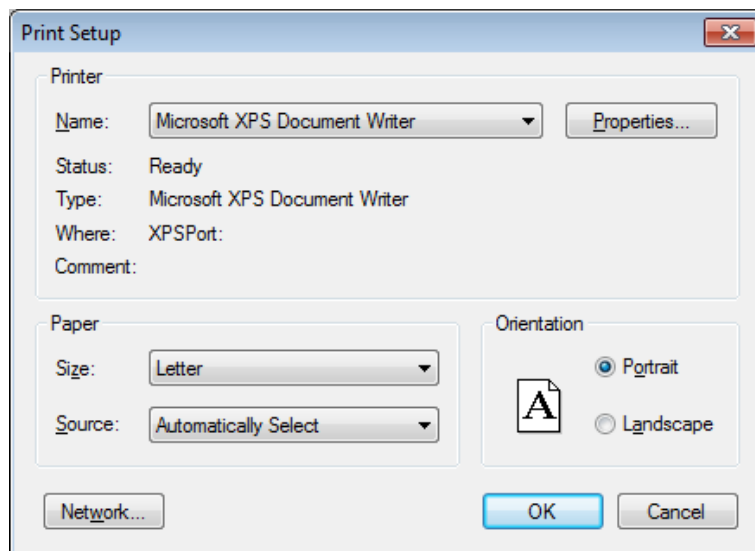 Print Setup
Printer
Name: Microsoft XPS Document Writer Properties...
Status: Ready
Type: Microsoft XPS Document Writer
Where: XPSPort:
Comment:
Paper
Size: Letter
Source: Automatically Select
Orientation
A
Portrait
Landscape
Network... OK Cancel